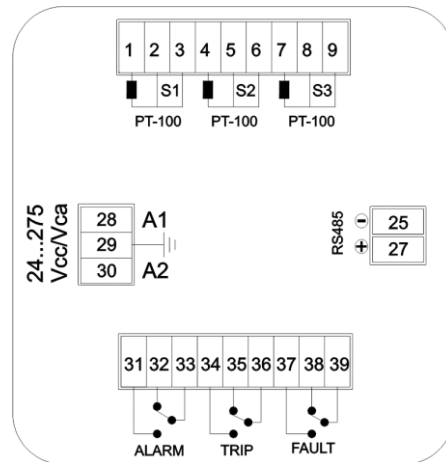 1 2 3 4 5 6 7 8 9
S1 S2 S3
PT-100 PT-100 PT-100
24...275
Vcc/Vca
28 A1
29
30 A2
RS485
- 25
+ 27
31 32 33 34 35 36 37 38 39
ALARM TRIP FAULT